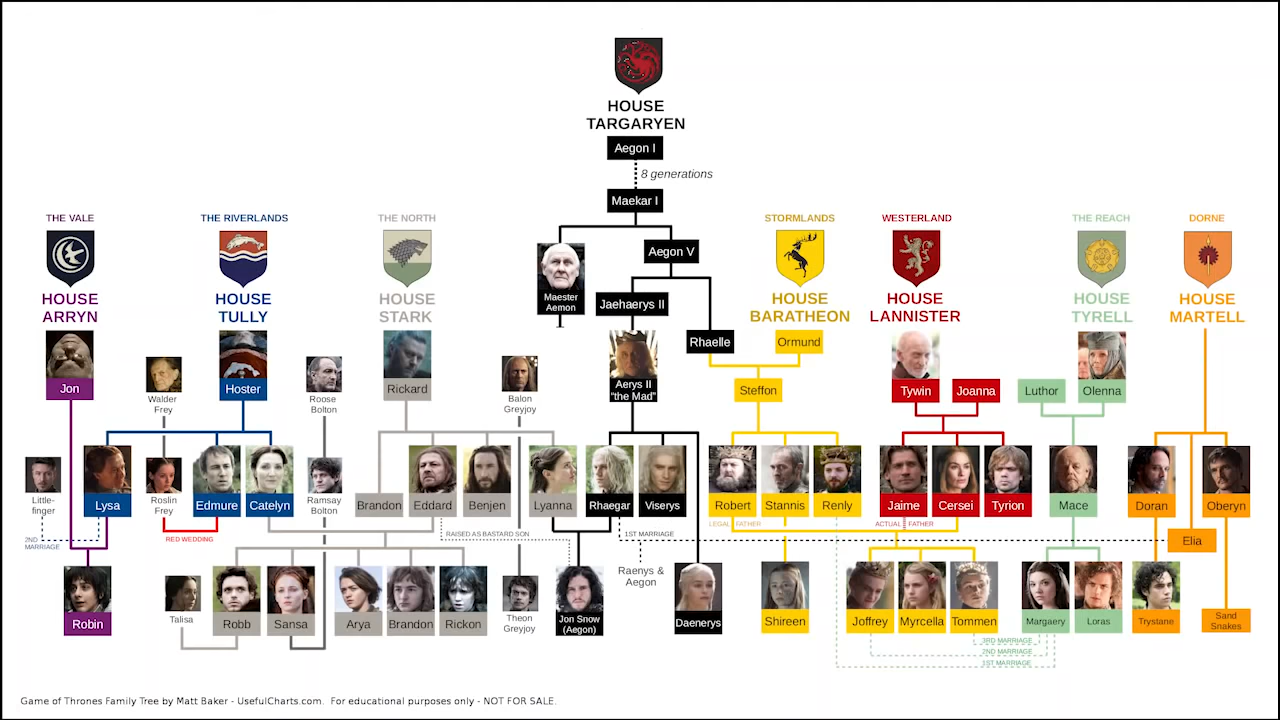 HOUSE
TARGARYEN
Aegon I
8 generations
Maekar I
THE VALE
THE RIVERLANDS
THE NORTH
STORMLANDS
WESTERLAND
THE REACH
DORNE
Aegon V
Maester
Aemon
Jaehaerys II
HOUSE
ARRYN
HOUSE
TULLY
HOUSE
STARK
HOUSE
BARATHEON
HOUSE
LANNISTER
HOUSE
TYRELL
HOUSE
MARTELL
Rhaelle
Ormund
Jon
Walder
Frey
Hoster
Roose
Bolton
Rickard
Balon
Greyjoy
Aerys II
"the Mad"
Steffon
Tywin
Joanna
Luthor
Olenna
Little-
finger
Lysa
Roslin
Frey
Edmure
Catelyn
Ramsay
Bolton
Brandon
Eddard
Benjen
Lyanna
Rhaegar
Viserys
Robert
Stannis
Renly
Jaime
Cersei
Tyrion
Mace
Doran
Oberyn
LEGAL FATHER
ACTUAL FATHER
2ND
MARRIAGE
RED WEDDING
RAISED AS BASTARD SON
1ST MARRIAGE
Elia
Raenys &
Aegon
Robin
Talisa
Robb
Sansa
Arya
Brandon
Rickon
Theon
Greyjoy
Jon Snow
(Aegon)
Daenerys
Shireen
Joffrey
Myrcella
Tommen
Margaery
Loras
Trystane
Sand
Snakes
3RD MARRIAGE
2ND MARRIAGE
1ST MARRIAGE
Game of Thrones Family Tree by Matt Baker - UsefulCharts.com. For educational purposes only - NOT FOR SALE.